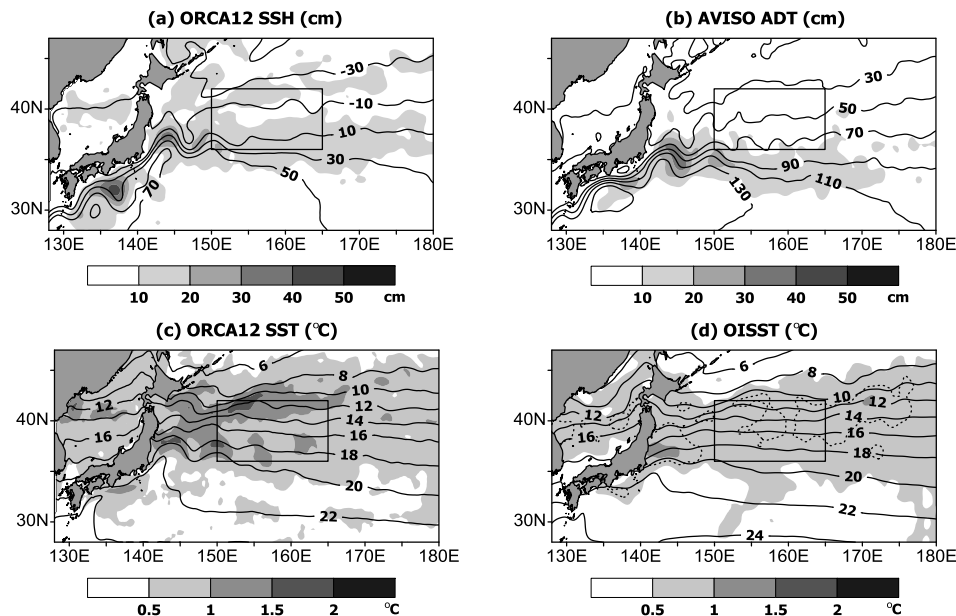 (a) ORCA12 SSH (cm)
(b) AVISO ADT (cm)
40N
30N
-30
-10
10
30
50
70
130E 140E 150E 160E 170E 180E
40N
30N
30
50
70
90
110
130
130E 140E 150E 160E 170E 180E
10 20 30 40 50 cm
10 20 30 40 50 cm
(c) ORCA12 SST (°C)
(d) OISST (°C)
40N
30N
6
8
10
12
12
14
16
16
18
20
22
130E 140E 150E 160E 170E 180E
40N
30N
6
8
10
12
12
14
16
16
18
20
22
24
130E 140E 150E 160E 170E 180E
0.5 1 1.5 2 °C
0.5 1 1.5 2 °C